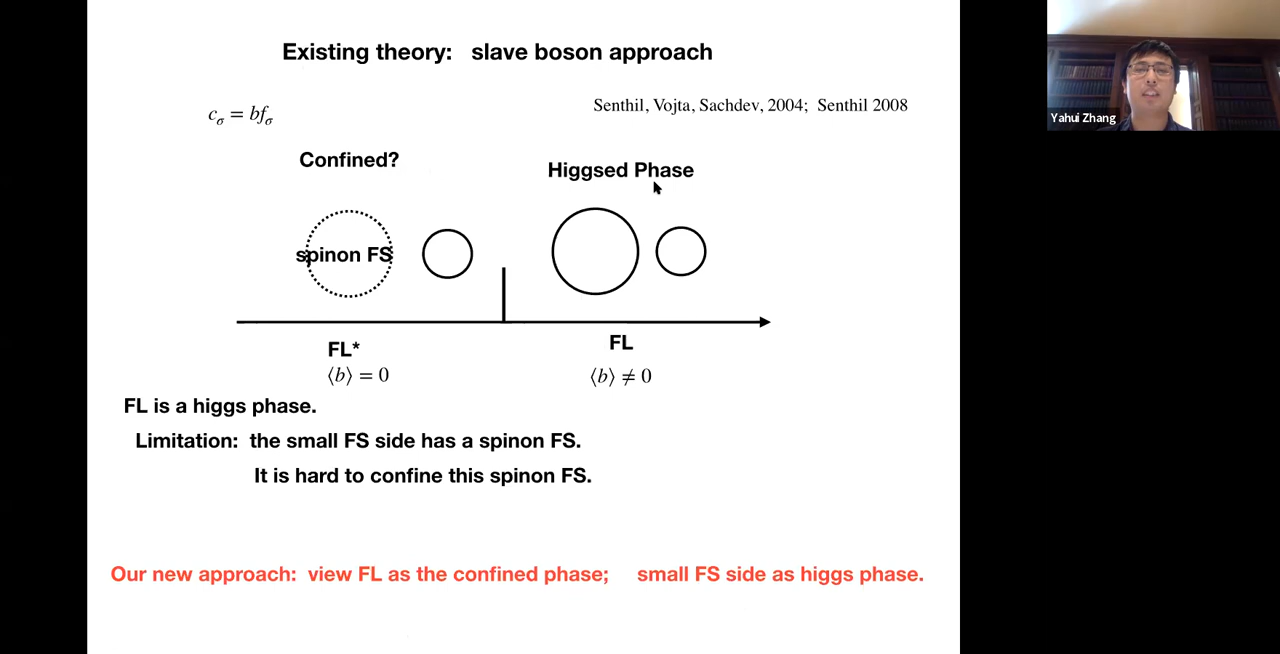 Existing theory: slave boson approach
Senthil, Vojta, Sachdev, 2004; Senthil 2008
c_σ = bf_σ
Confined?
Higgsed Phase
spinon FS
FL*
FL
⟨b⟩ = 0
⟨b⟩ ≠ 0
FL is a higgs phase.
Limitation: the small FS side has a spinon FS.
It is hard to confine this spinon FS.
Our new approach: view FL as the confined phase; small FS side as higgs phase.
Yahui Zhang